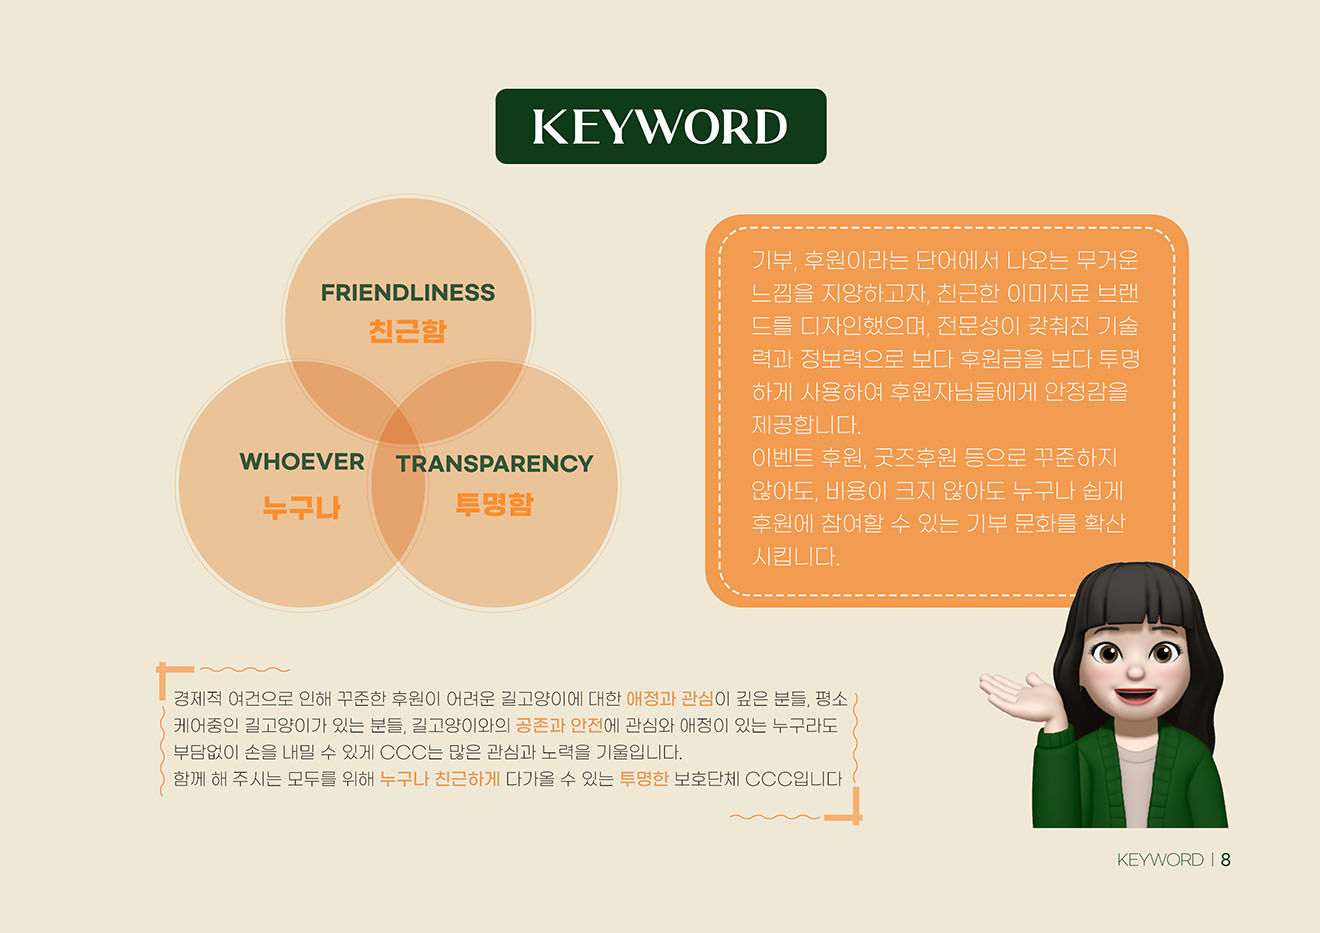 KEYWORD
FRIENDLINESS
친근함
WHOEVER
누구나
TRANSPARENCY
투명함
기부, 후원이라는 단어에서 나오는 무거운
느낌을 지양하고자, 친근한 이미지로 브랜
드를 디자인했으며, 전문성이 갖춰진 기술
력과 정보력으로 보다 후원금을 보다 투명
하게 사용하여 후원자님들에게 안정감을
제공합니다.
이벤트 후원, 굿즈후원 등으로 꾸준하지
않아도, 비용이 크지 않아도 누구나 쉽게
후원에 참여할 수 있는 기부 문화를 확산
시킵니다.
경제적 여건으로 인해 꾸준한 후원이 어려운 길고양이에 대한 애정과 관심이 깊은 분들, 평소
케어중인 길고양이가 있는 분들, 길고양이와의 공존과 안전에 관심와 애정이 있는 누구라도
부담없이 손을 내밀 수 있게 CCC는 많은 관심과 노력을 기울입니다.
함께 해 주시는 모두를 위해 누구나 친근하게 다가올 수 있는 투명한 보호단체 CCC입니다
KEYWORD | 8